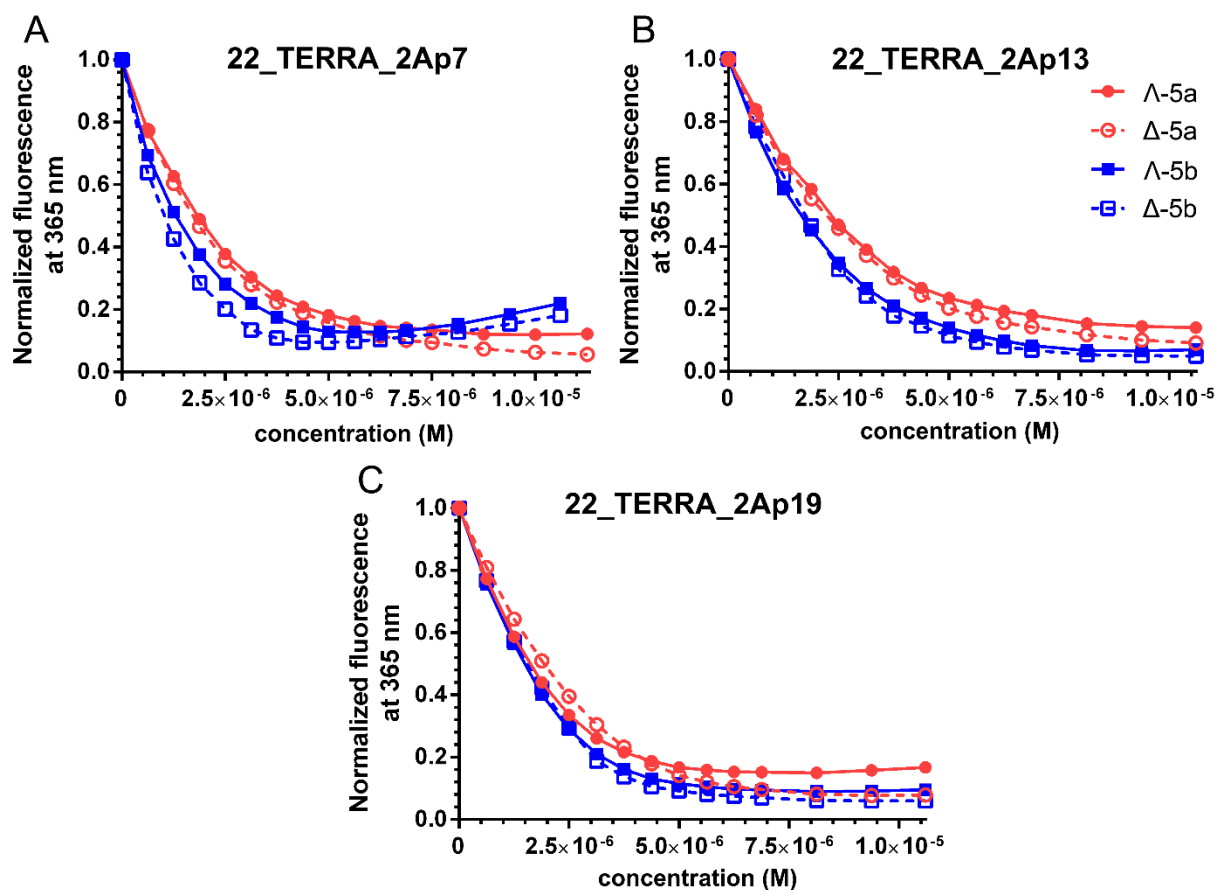 A
22_TERRA_2Ap7
Normalized fluorescence
at 365 nm
1.0
0.8
0.6
0.4
0.2
0.0
0
2.5×10⁻⁶
5.0×10⁻⁶
7.5×10⁻⁶
1.0×10⁻⁵
concentration (M)
B
22_TERRA_2Ap13
Normalized fluorescence
at 365 nm
1.0
0.8
0.6
0.4
0.2
0.0
0
2.5×10⁻⁶
5.0×10⁻⁶
7.5×10⁻⁶
1.0×10⁻⁵
concentration (M)
Λ-5a
Δ-5a
Λ-5b
Δ-5b
C
22_TERRA_2Ap19
Normalized fluorescence
at 365 nm
1.0
0.8
0.6
0.4
0.2
0.0
0
2.5×10⁻⁶
5.0×10⁻⁶
7.5×10⁻⁶
1.0×10⁻⁵
concentration (M)